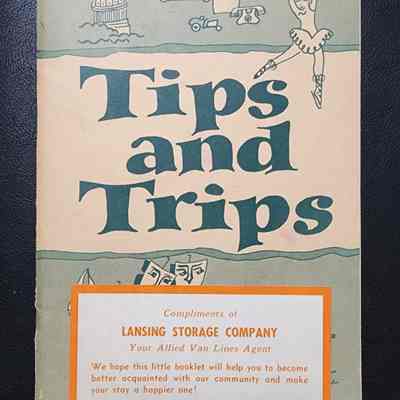 Tips
and
Trips
Compliments of
LANSING STORAGE COMPANY
Your Allied Van Lines Agent
We hope this little booklet will help you to become
better acquainted with our community and make
your stay a happier one!